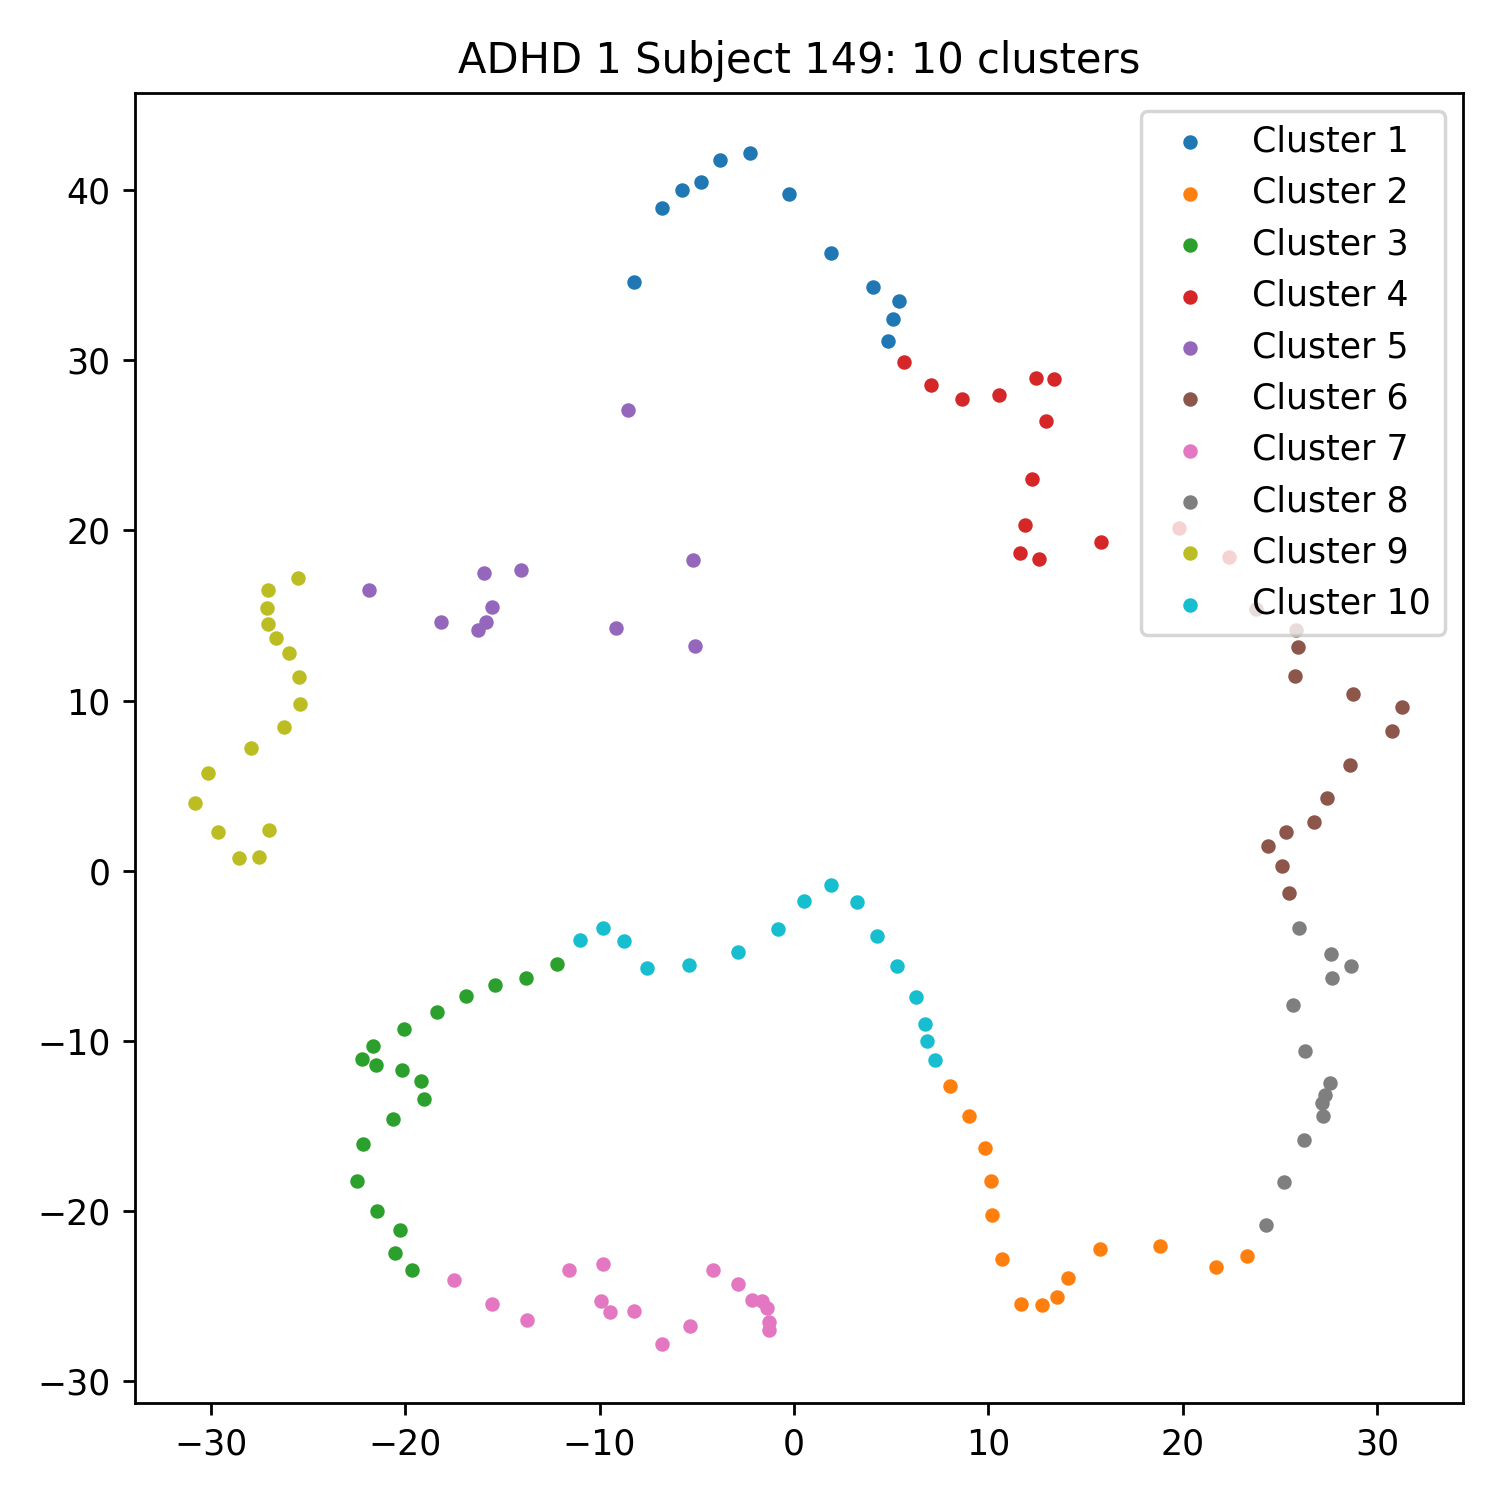 ADHD 1 Subject 149: 10 clusters
Cluster 1
Cluster 2
Cluster 3
Cluster 4
Cluster 5
Cluster 6
Cluster 7
Cluster 8
Cluster 9
Cluster 10
40
30
20
10
0
−10
−20
−30
−30
−20
−10
0
10
20
30